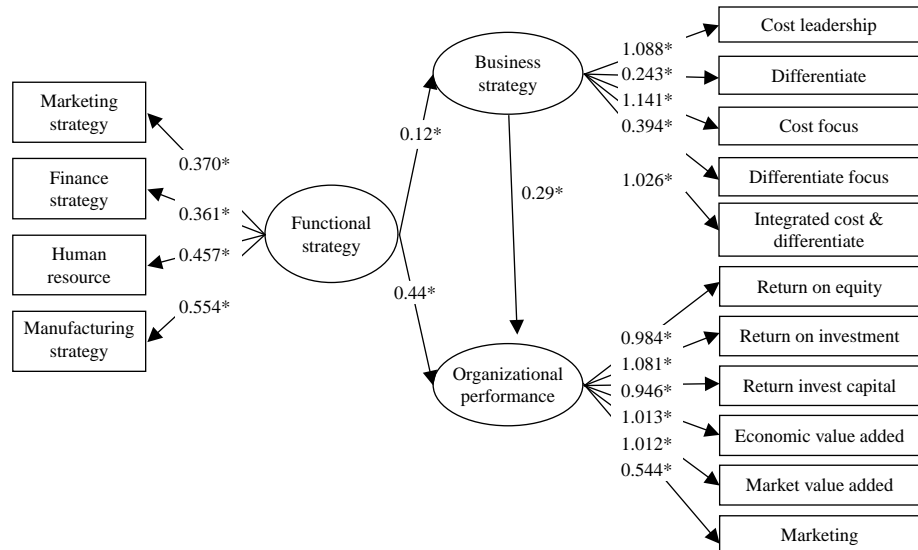 Marketing
strategy
Finance
strategy
Human
resource
Manufacturing
strategy
0.370*
0.361*
0.457*
0.554*
Functional
strategy
0.12*
0.44*
Business
strategy
0.29*
Organizational
performance
1.088*
0.243*
1.141*
0.394*
1.026*
Cost leadership
Differentiate
Cost focus
Differentiate focus
Integrated cost &
differentiate
0.984*
1.081*
0.946*
1.013*
1.012*
0.544*
Return on equity
Return on investment
Return invest capital
Economic value added
Market value added
Marketing